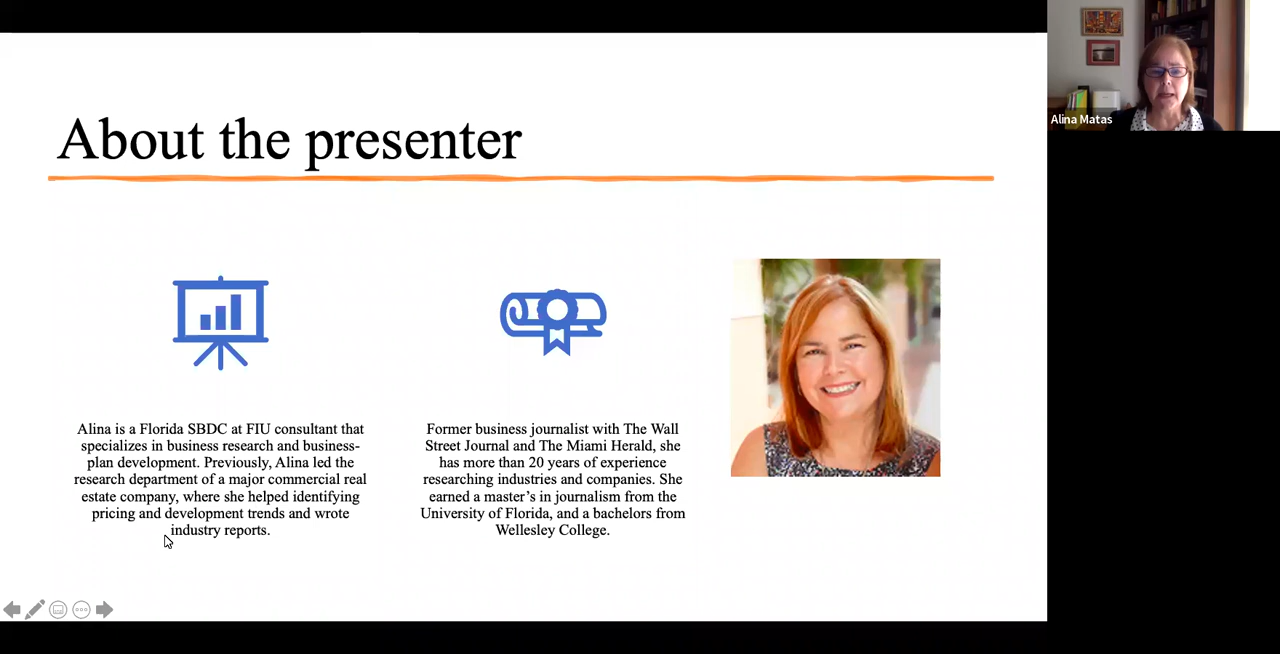 About the presenter
Alina is a Florida SBDC at FIU consultant that
specializes in business research and business-
plan development. Previously, Alina led the
research department of a major commercial real
estate company, where she helped identifying
pricing and development trends and wrote
industry reports.
Former business journalist with The Wall
Street Journal and The Miami Herald, she
has more than 20 years of experience
researching industries and companies. She
earned a master’s in journalism from the
University of Florida, and a bachelors from
Wellesley College.
Alina Matas